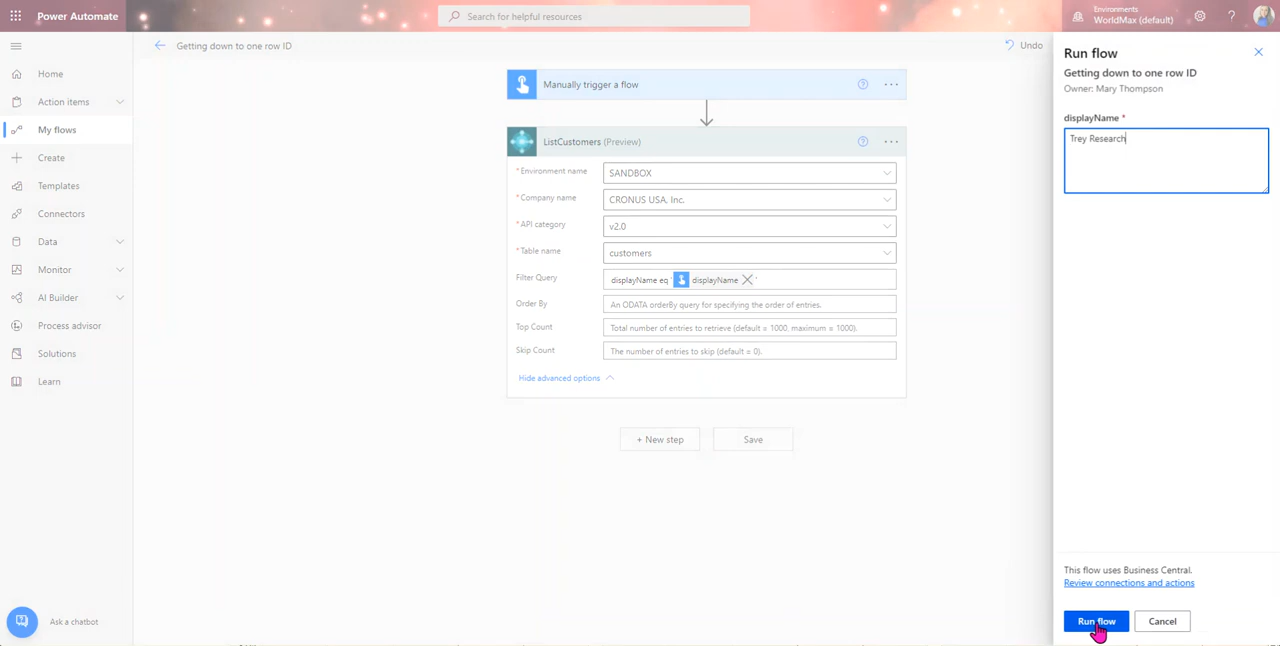 Power Automate
Search for helpful resources
Environments
WorldMax (default)
Getting down to one row ID
Undo
Home
Action items
My flows
Create
Templates
Connectors
Data
Monitor
AI Builder
Process advisor
Solutions
Learn
Ask a chatbot
Manually trigger a flow
ListCustomers (Preview)
* Environment name
SANDBOX
* Company name
CRONUS USA, Inc.
* API category
v2.0
* Table name
customers
Filter Query
displayName eq ' displayName '
Order By
An ODATA orderBy query for specifying the order of entries.
Top Count
Total number of entries to retrieve (default = 1000, maximum = 1000).
Skip Count
The number of entries to skip (default = 0).
Hide advanced options
+ New step
Save
Run flow
Getting down to one row ID
Owner: Mary Thompson
displayName *
Trey Research
This flow uses Business Central.
Review connections and actions
Run flow
Cancel